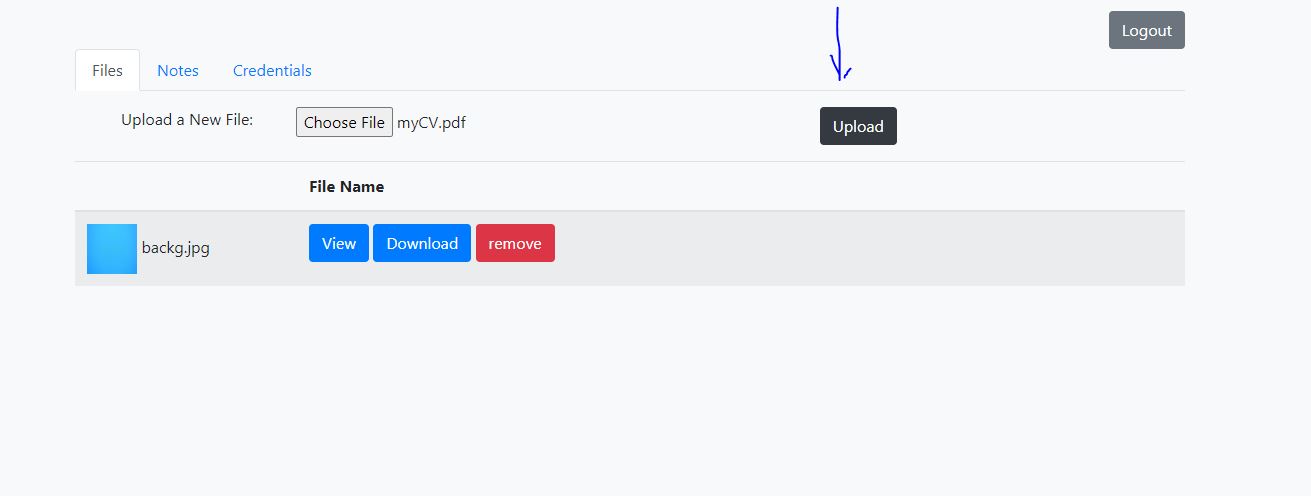 Logout
Files Notes Credentials
Upload a New File: Choose File myCV.pdf Upload
File Name
backg.jpg View Download remove